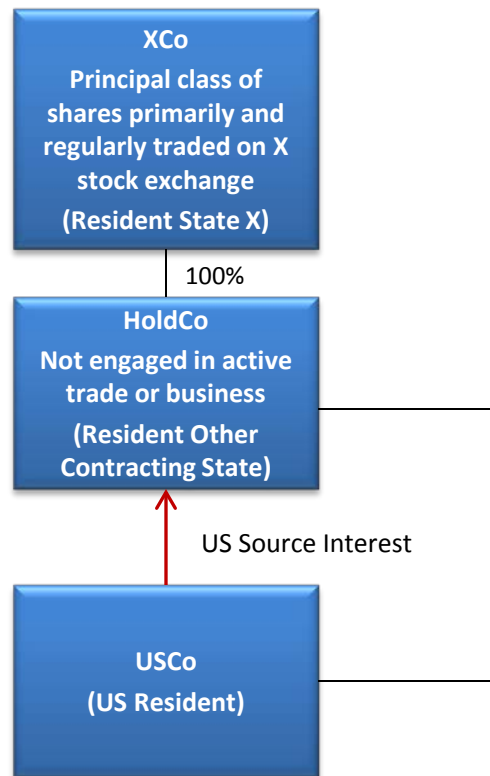 XCo
Principal class of
shares primarily and
regularly traded on X
stock exchange
(Resident State X)
100%
HoldCo
Not engaged in active
trade or business
(Resident Other
Contracting State)
US Source Interest
USCo
(US Resident)